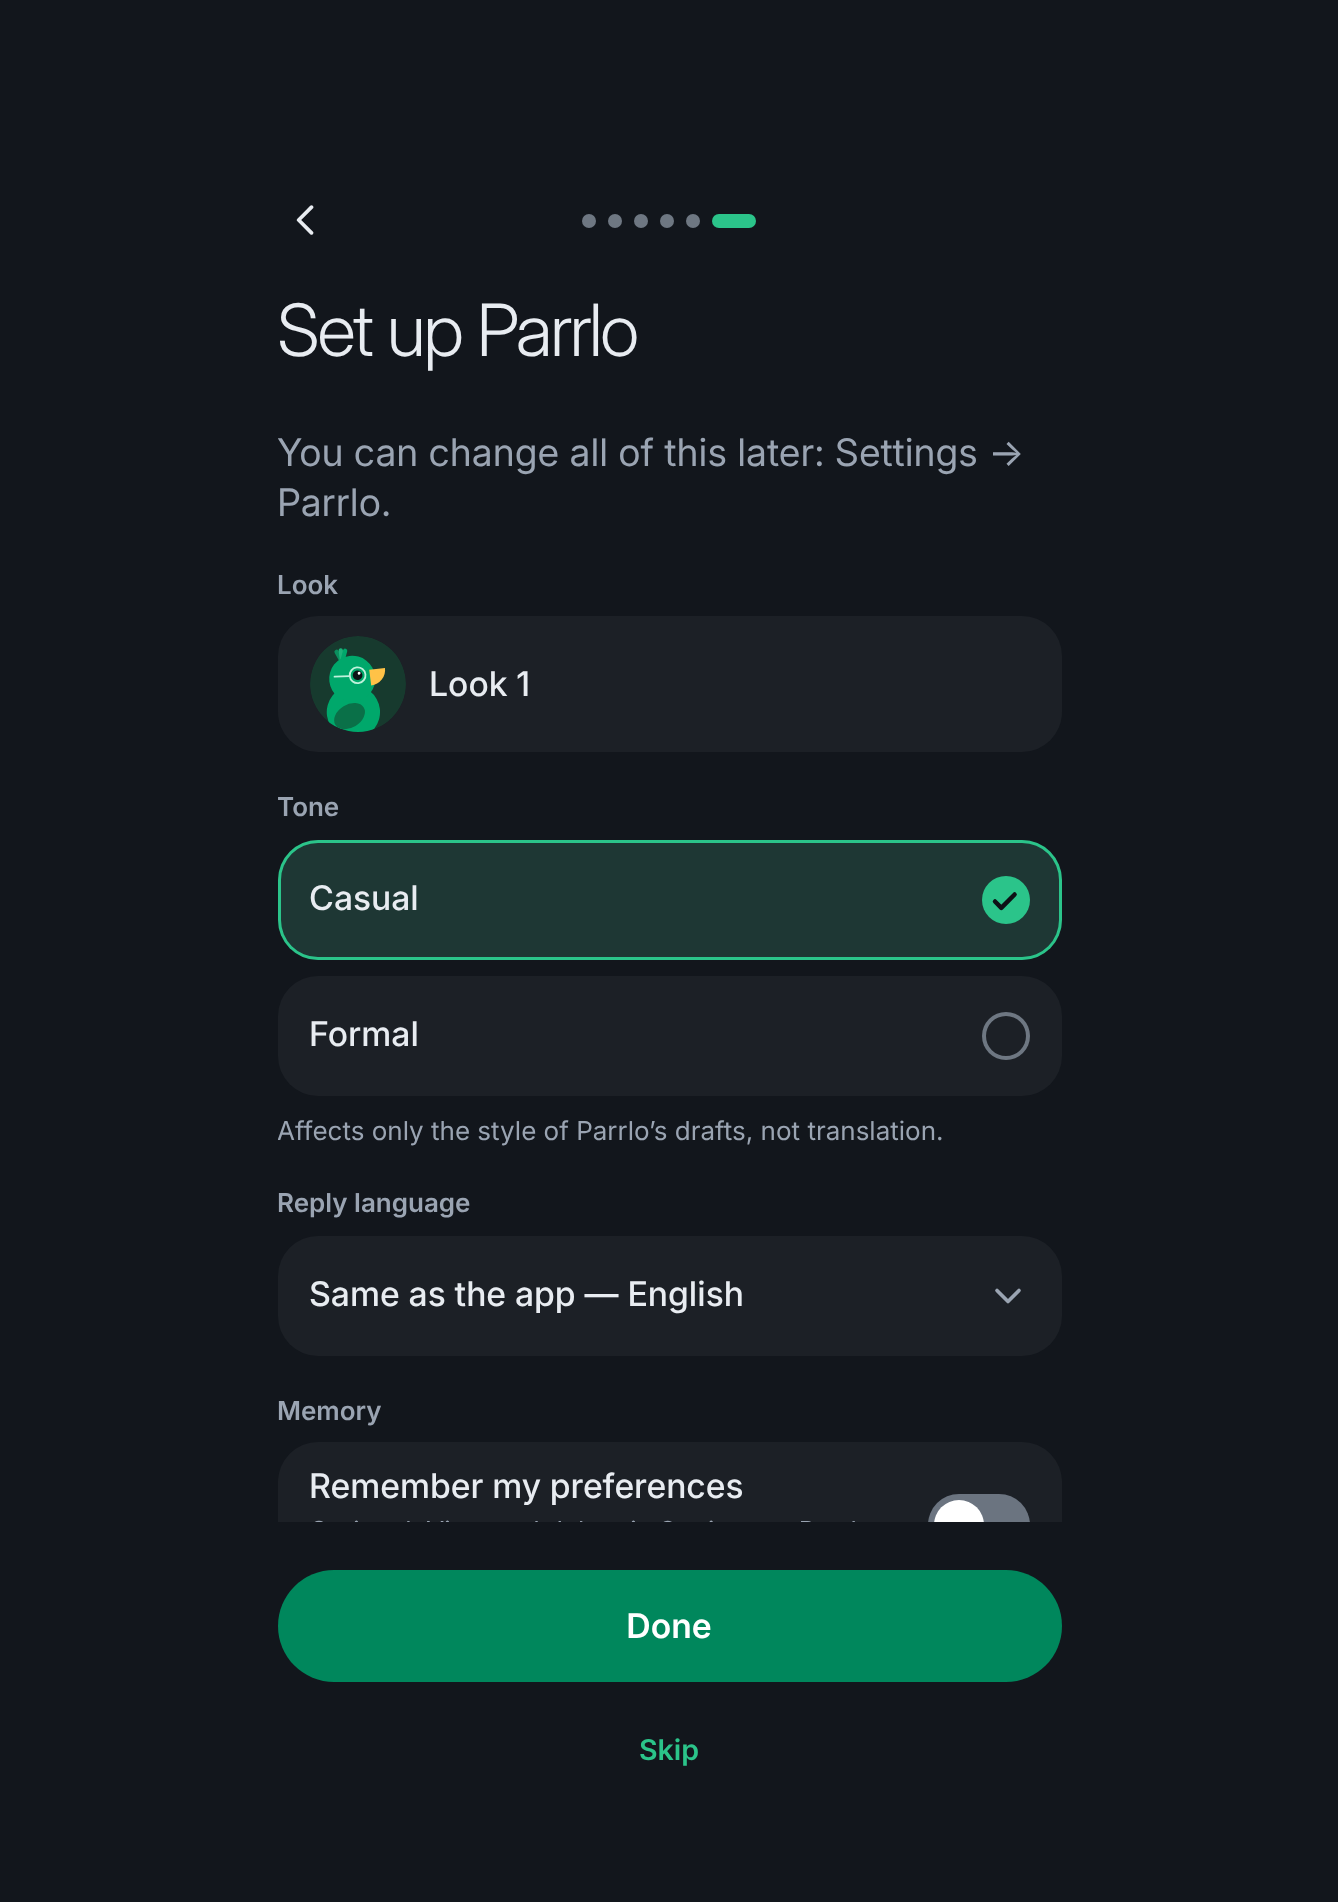 Set up Parrlo
You can change all of this later: Settings →
Parrlo.
Look
Look 1
Tone
Casual
Formal
Affects only the style of Parrlo’s drafts, not translation.
Reply language
Same as the app — English
Memory
Remember my preferences
Done
Skip